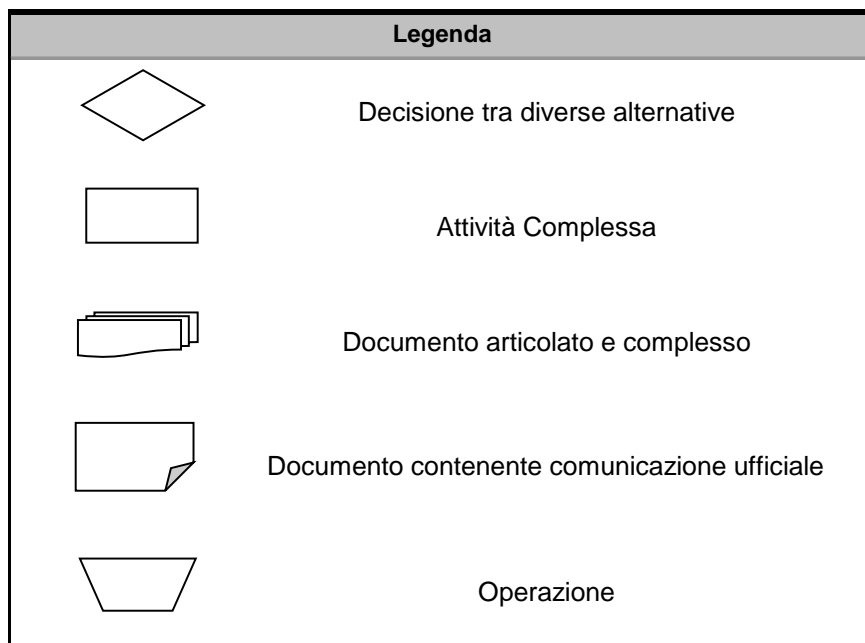 Legenda
Decisione tra diverse alternative
Attività Complessa
Documento articolato e complesso
Documento contenente comunicazione ufficiale
Operazione